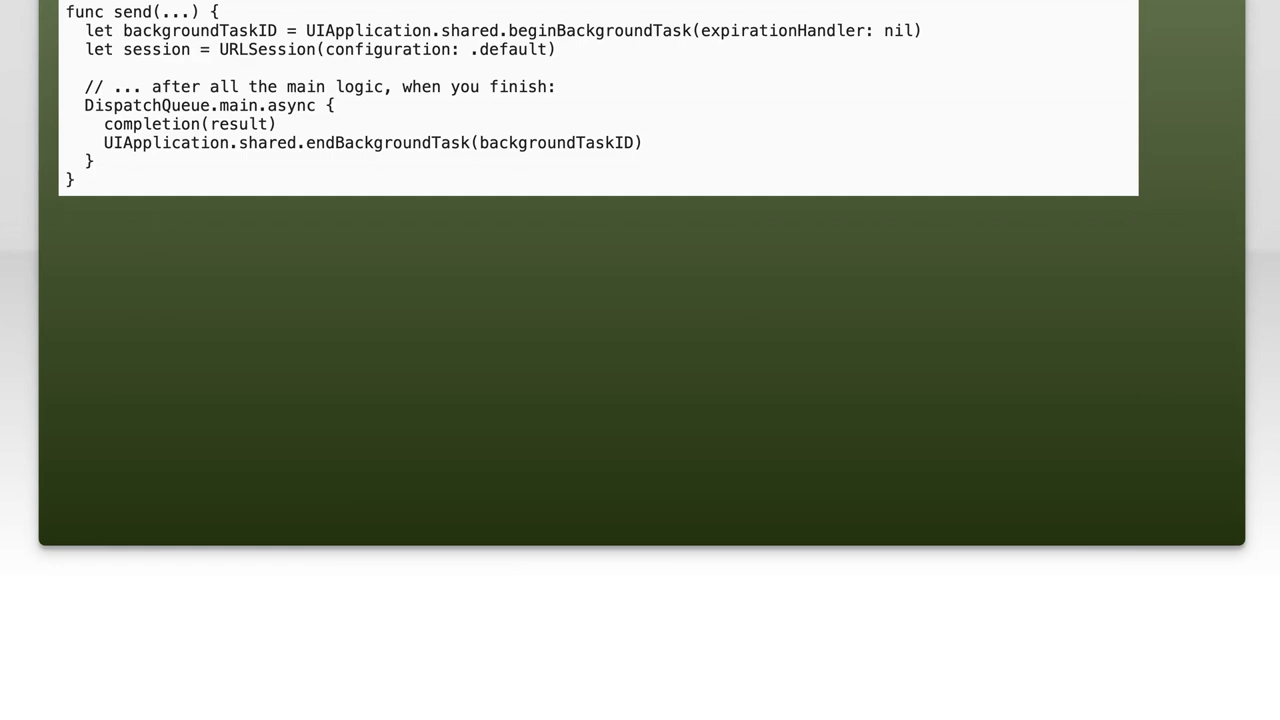 func send(...) {
  let backgroundTaskID = UIApplication.shared.beginBackgroundTask(expirationHandler: nil)
  let session = URLSession(configuration: .default)
  // ... after all the main logic, when you finish:
  DispatchQueue.main.async {
    completion(result)
    UIApplication.shared.endBackgroundTask(backgroundTaskID)
  }
}